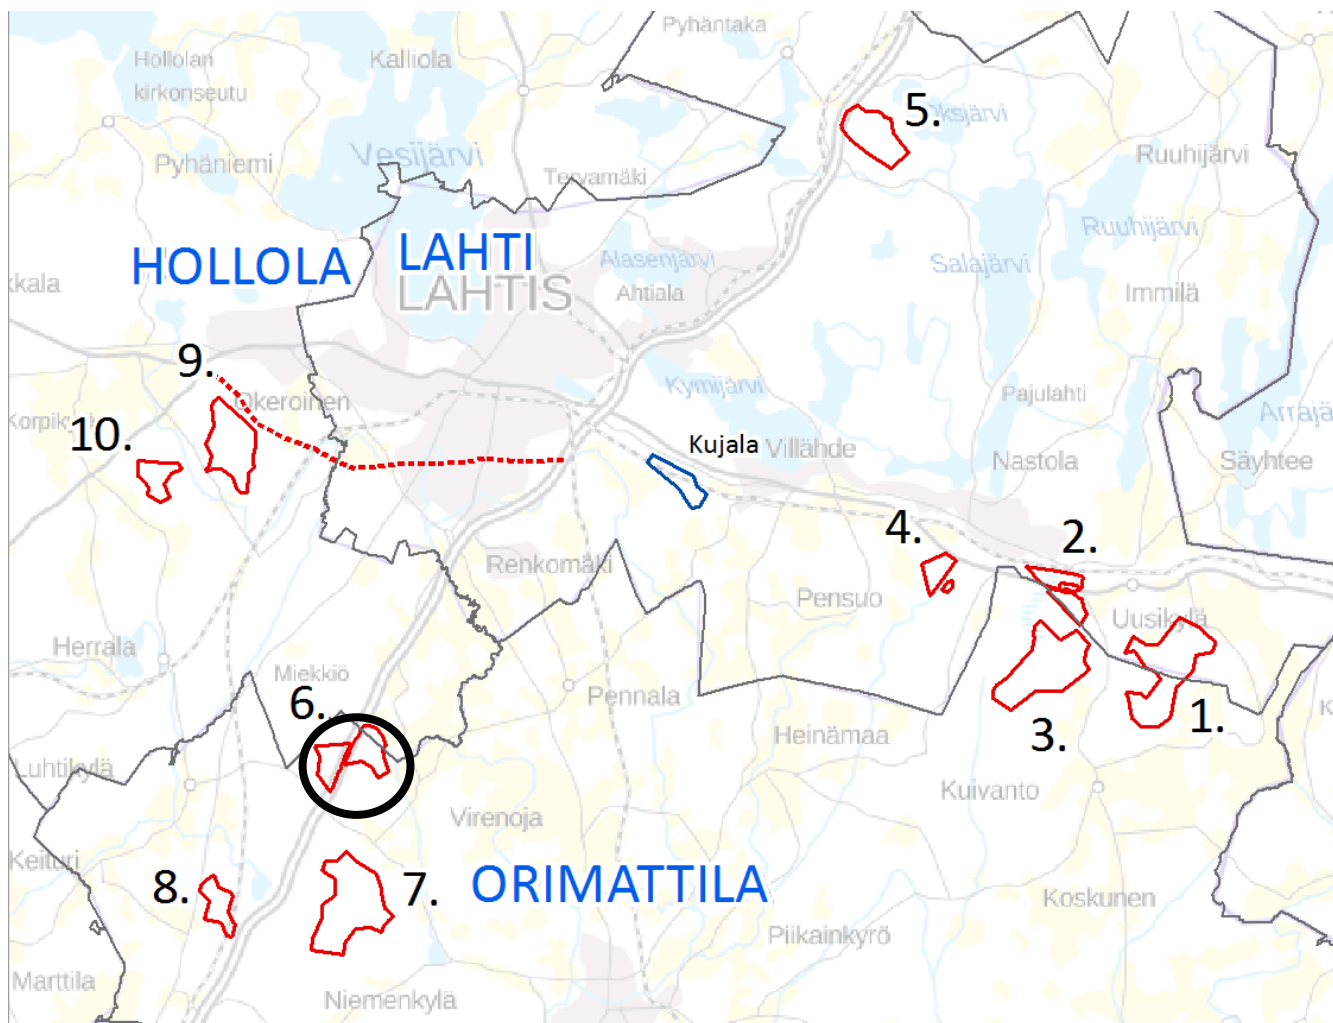 Pyhäntaka
Hollolan
kirkonseutu
Kalliola
5.
Oksjärvi
Pyhäniemi
Vesijärvi
Tervamäki
Ruuhijärvi
Ruuhijärvi
HOLLOLA
LAHTI
LAHTIS
Alasenjärvi
Ahtiala
Salajärvi
Immilä
kkala
9.
Okeroinen
Kymijärvi
Pajulahti
Arrajä
10.
Kujala
Villähde
Nastola
Säyhtee
4.
2.
Renkomäki
Pensuo
Uusikylä
Herrala
Miekkiö
6.
Pennala
Heinämaa
3.
1.
Luhtikylä
Virenoja
Kuivanto
Keituri
8.
7.
ORIMATTILA
Koskunen
Piikainkyrö
Marttila
Niemenkylä